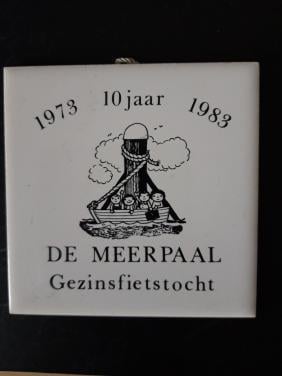 1973 10 jaar 1983
DE MEERPAAL
Gezinsfietstocht